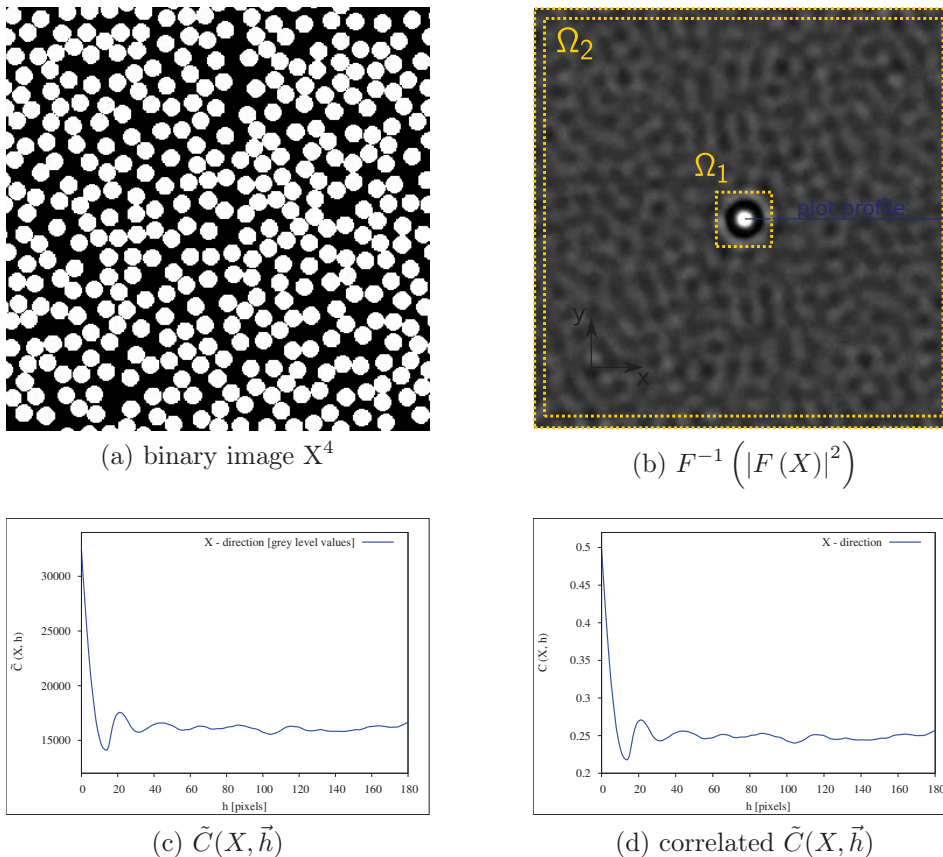 Ω₂
Ω₁
plot profile
y
x
(a) binary image X⁴
(b) F⁻¹ (|F (X)|²)
X - direction [grey level values]
30000
25000
20000
15000
C̃ (X, h)
0 20 40 60 80 100 120 140 160 180
h [pixels]
X - direction
0.5
0.45
0.4
0.35
0.3
0.25
0.2
C (X, h)
0 20 40 60 80 100 120 140 160 180
h [pixels]
(c) C̃(X, h⃗)
(d) correlated C̃(X, h⃗)